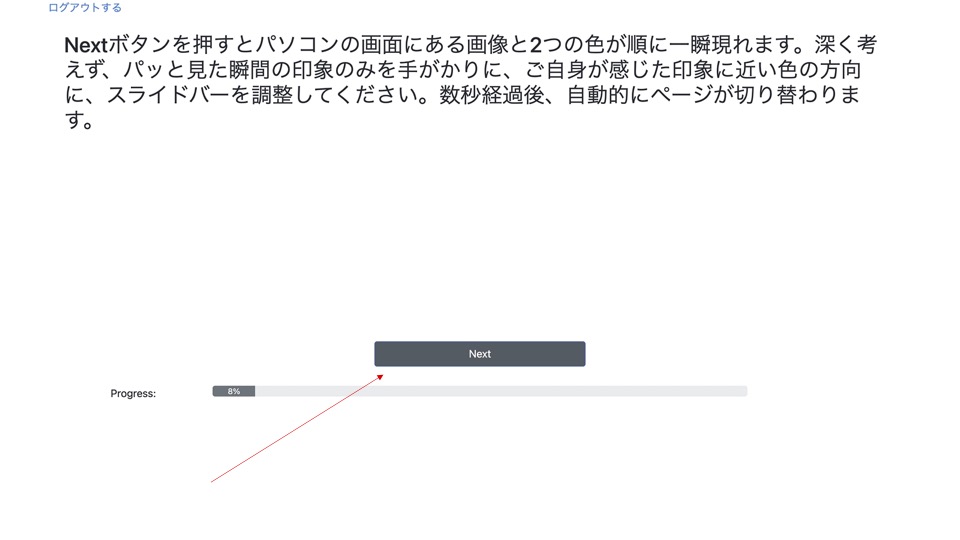 ログアウトする
Nextボタンを押すとパソコンの画面にある画像と2つの色が順に一瞬現れます。深く考
えず、パッと見た瞬間の印象のみを手がかりに、ご自身が感じた印象に近い色の方向
に、スライドバーを調整してください。数秒経過後、自動的にページが切り替わりま
す。
Next
Progress:
8%